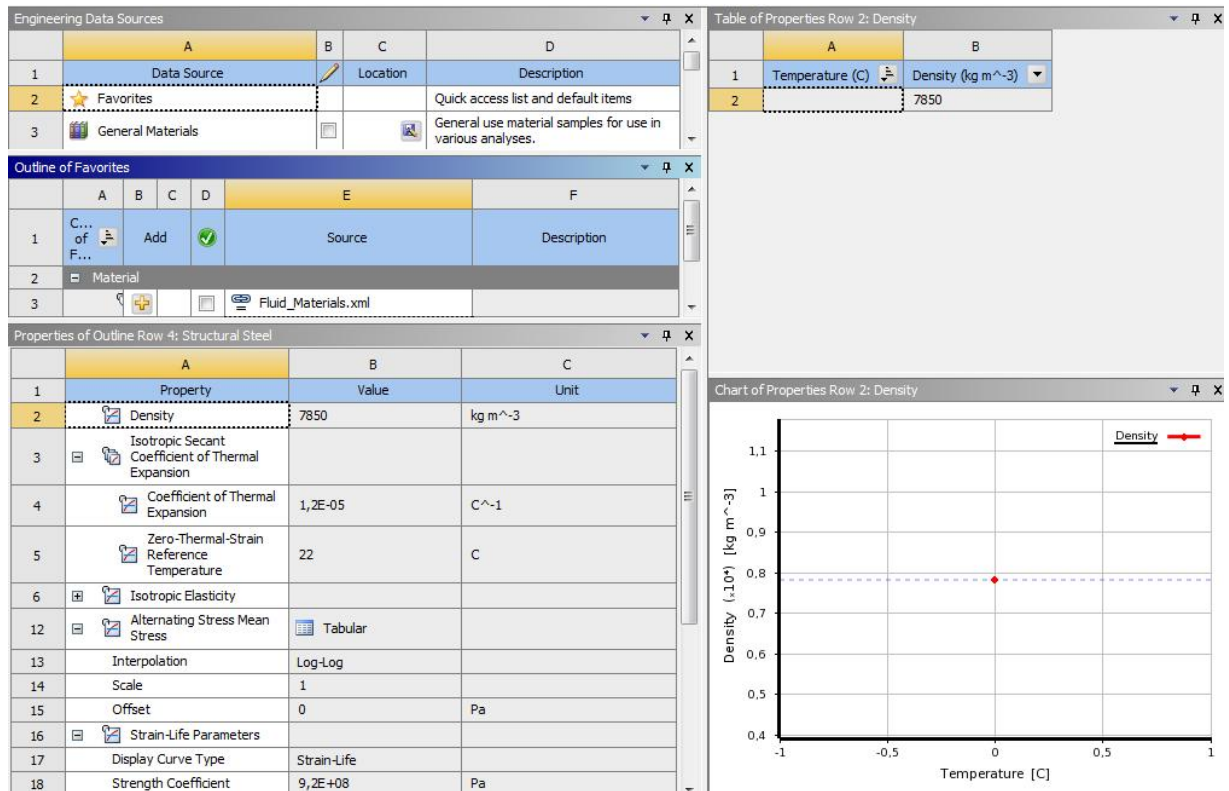 Engineering Data Sources
A B C D
1 Data Source Location Description
2 Favorites Quick access list and default items
3 General Materials General use material samples for use in
various analyses.
Outline of Favorites
A B C D E F
1 C...
of
F... Add Source Description
2 Material
3 Fluid_Materials.xml
Properties of Outline Row 4: Structural Steel
A B C
1 Property Value Unit
2 Density 7850 kg m^-3
3 Isotropic Secant
Coefficient of Thermal
Expansion
4 Coefficient of Thermal
Expansion 1,2E-05 C^-1
5 Zero-Thermal-Strain
Reference
Temperature 22 C
6 Isotropic Elasticity
12 Alternating Stress Mean
Stress Tabular
13 Interpolation Log-Log
14 Scale 1
15 Offset 0 Pa
16 Strain-Life Parameters
17 Display Curve Type Strain-Life
18 Strength Coefficient 9,2E+08 Pa
Table of Properties Row 2: Density
A B
1 Temperature (C) Density (kg m^-3)
2 7850
Chart of Properties Row 2: Density
Density
1,1
1
0,9
0,8
0,7
0,6
0,5
0,4
Density (x10⁴) [kg m^-3]
-1 -0,5 0 0,5 1
Temperature [C]